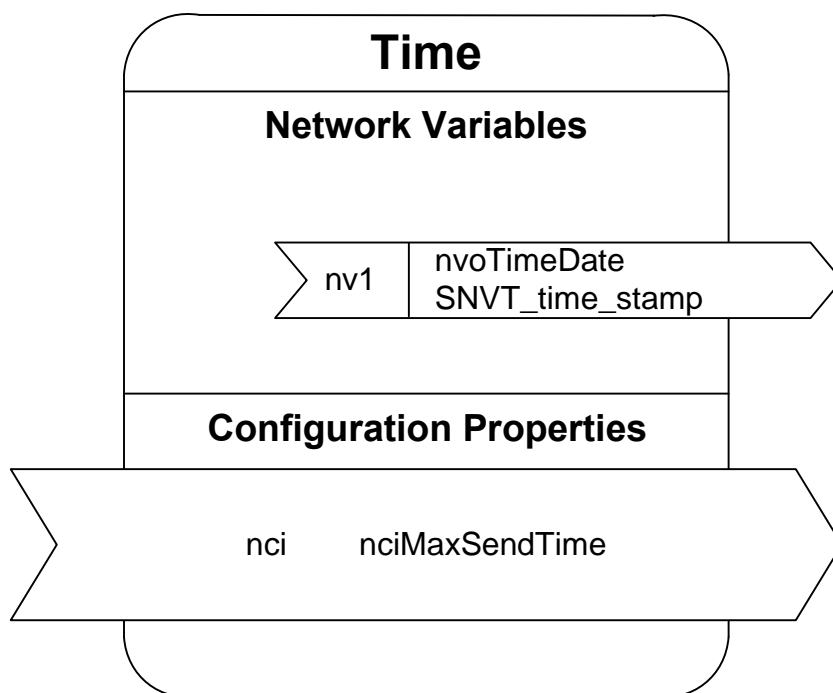 Time
Network Variables
nv1 nvoTimeDate
SNVT_time_stamp
Configuration Properties
nci nciMaxSendTime